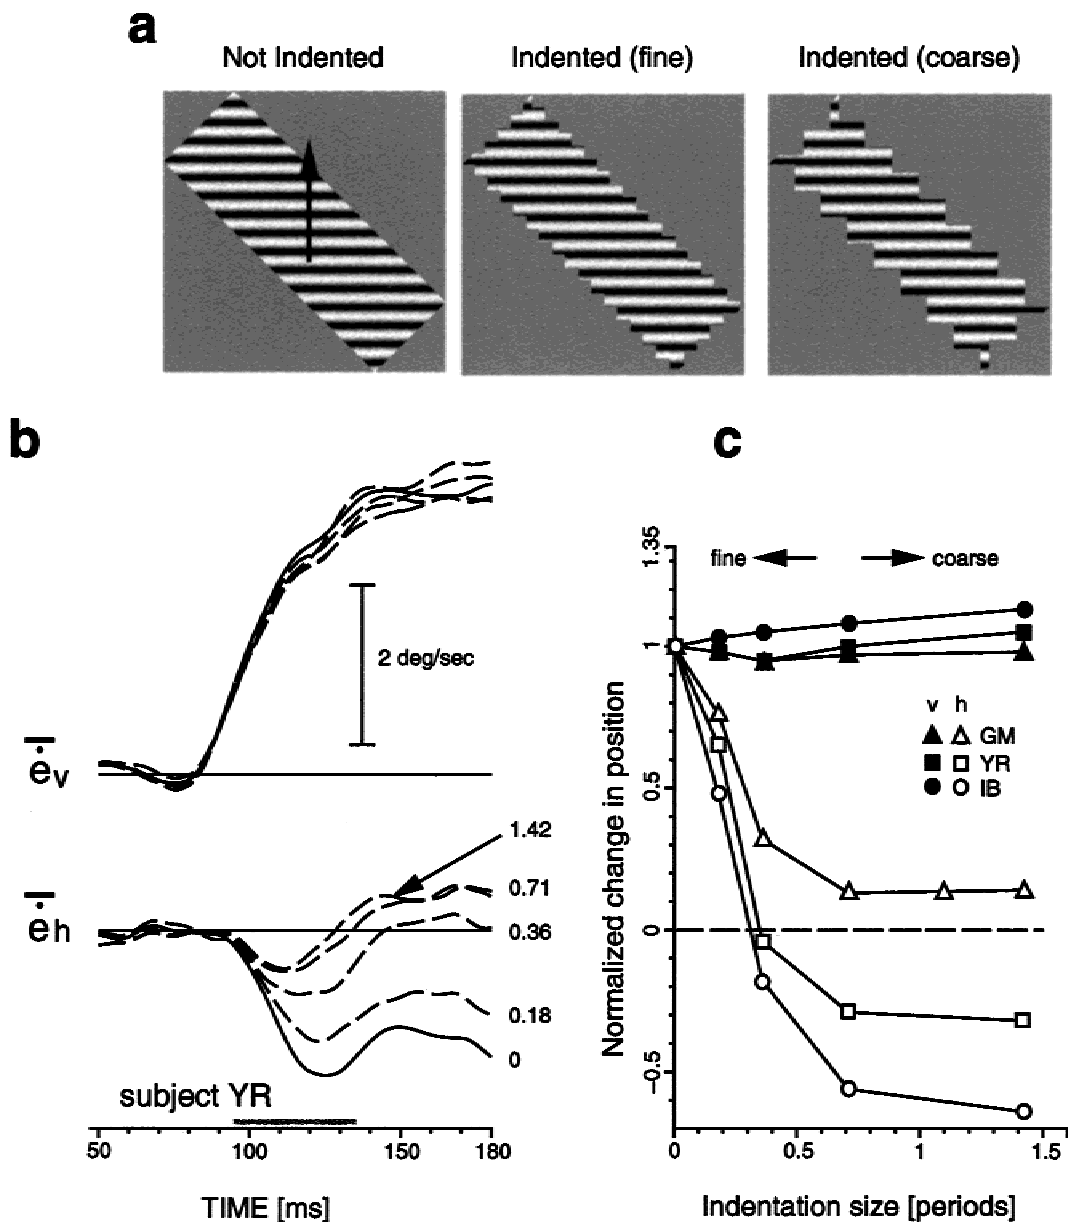 a
Not Indented
Indented (fine)
Indented (coarse)
b
2 deg/sec
ėv
1.42
0.71
ėh
0.36
0.18
0
subject YR
50
100
150
180
TIME [ms]
c
1.35
fine
coarse
1
v h
GM
YR
IB
0.5
0
-0.5
Normalized change in position
0
0.5
1
1.5
Indentation size [periods]